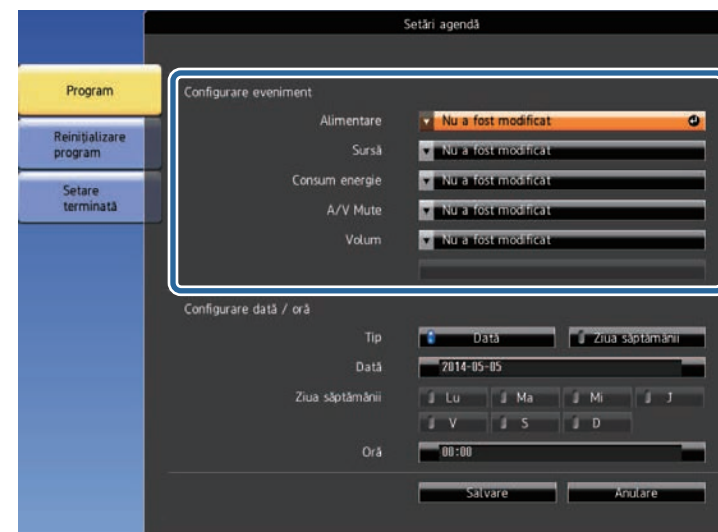 Setări agendă
Program
Reinițializare
program
Setare
terminată
Configurare eveniment
Alimentare Nu a fost modificat
Sursă Nu a fost modificat
Consum energie Nu a fost modificat
A/V Mute Nu a fost modificat
Volum Nu a fost modificat
Configurare dată / oră
Tip Dată Ziua săptămânii
Dată 2014-05-05
Ziua săptămânii Lu Ma Mi J
V S D
Oră 00:00
Salvare Anulare